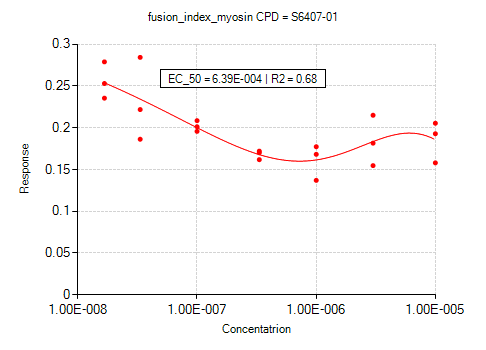 fusion_index_myosin CPD = S6407-01
EC_50 = 6.39E-004 | R2 = 0.68
Response
0.3
0.25
0.2
0.15
0.1
0.05
0
1.00E-008 1.00E-007 1.00E-006 1.00E-005
Concentatrion